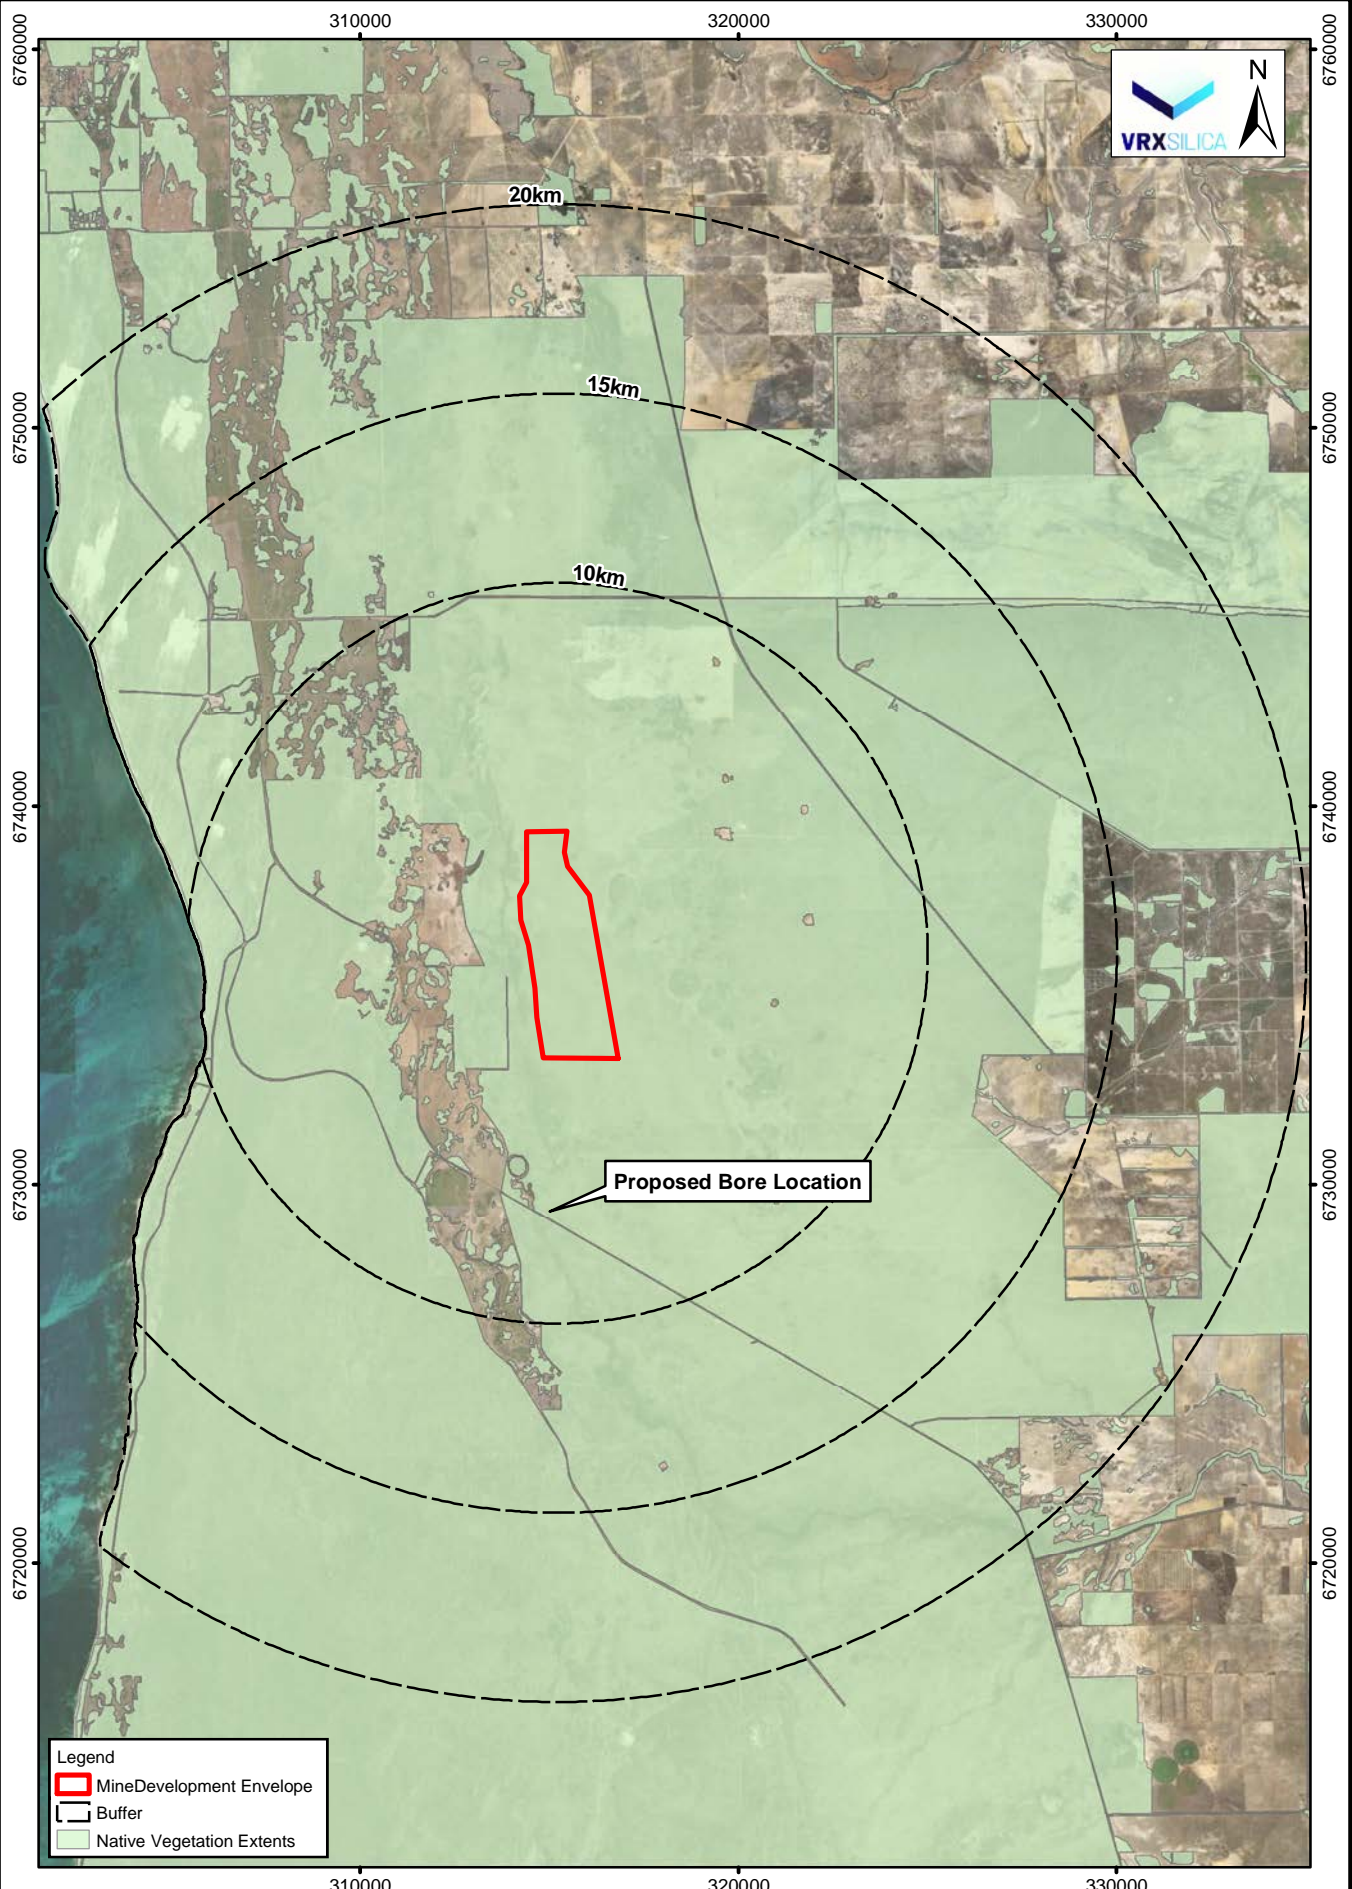 310000
320000
330000
6760000
6760000
N
VRXSILICA
20km
15km
6750000
6750000
10km
6740000
6740000
Proposed Bore Location
6730000
6730000
6720000
6720000
Legend
MineDevelopment Envelope
Buffer
Native Vegetation Extents
310000
320000
330000